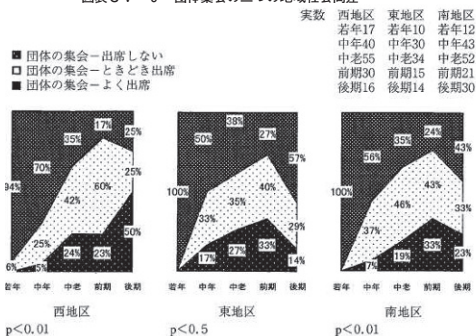 実数 西地区 東地区 南地区
若年17 若年10 若年12
中年40 中年30 中年43
中老55 中老34 中老52
前期30 前期15 前期21
後期16 後期14 後期30
団体の集会－出席しない
団体の集会－ときどき出席
団体の集会－よく出席
94% 70% 35% 17% 25%
6% 25% 42% 60% 25%
5% 24% 23% 50%
若年 中年 中老 前期 後期
西地区
p<0.01
100% 50% 38% 27% 57%
33% 35% 40% 29%
17% 27% 33% 14%
若年 中年 中老 前期 後期
東地区
p<0.5
100% 56% 35% 24% 43%
37% 46% 43% 33%
7% 19% 33% 23%
若年 中年 中老 前期 後期
南地区
p<0.01